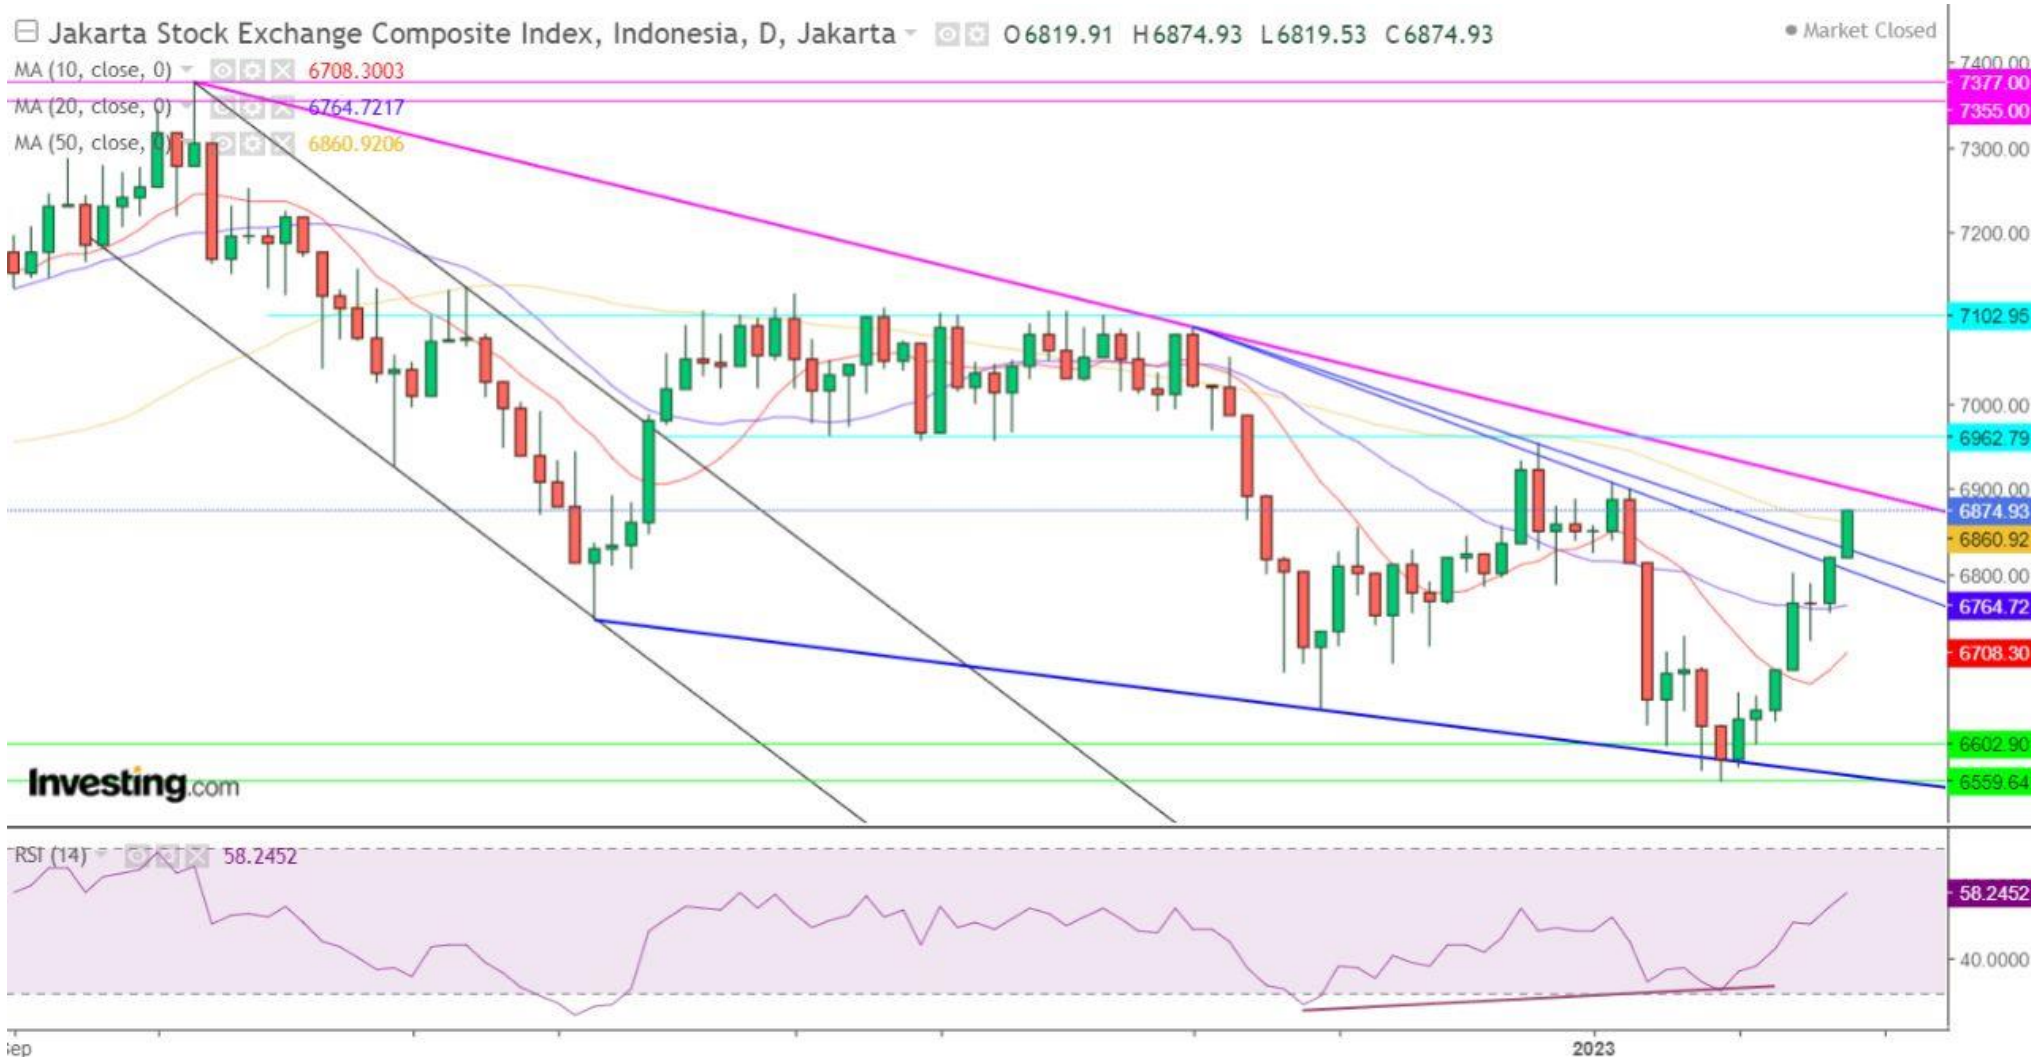 Jakarta Stock Exchange Composite Index, Indonesia, D, Jakarta O6819.91 H6874.93 L6819.53 C6874.93 Market Closed
MA (10, close, 0) 6708.3003
MA (20, close, 0) 6764.7217
MA (50, close, 0) 6860.9206
7400.00
7377.00
7355.00
7300.00
7200.00
7102.95
7000.00
6962.79
6900.00
6874.93
6860.92
6800.00
6764.72
6708.30
6602.90
6559.64
Investing.com
RSI (14) 58.2452
58.2452
40.0000
Sep 2023